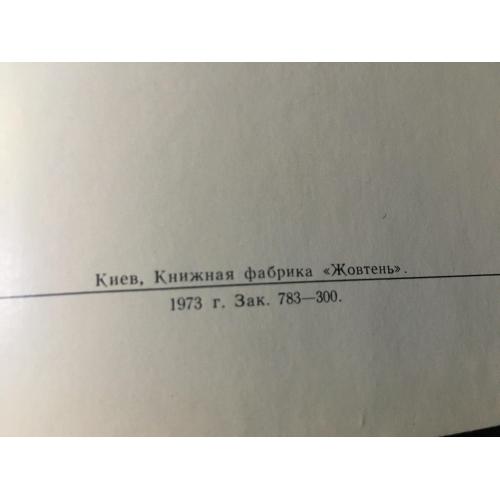 Киев, Книжная фабрика «Жовтень».
1973 г. Зак. 783—300.